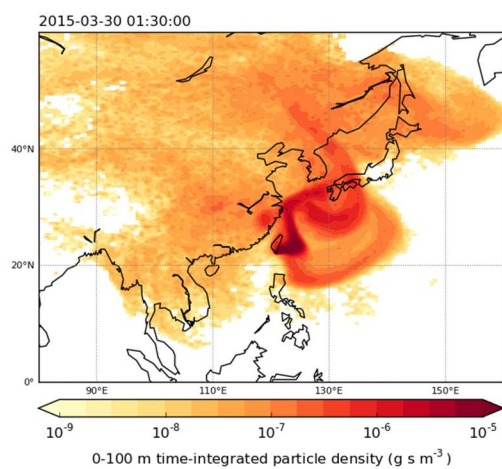 2015-03-30 01:30:00
40°N
20°N
0°
90°E 110°E 130°E 150°E
10⁻⁹ 10⁻⁸ 10⁻⁷ 10⁻⁶ 10⁻⁵
0-100 m time-integrated particle density (g s m⁻³)